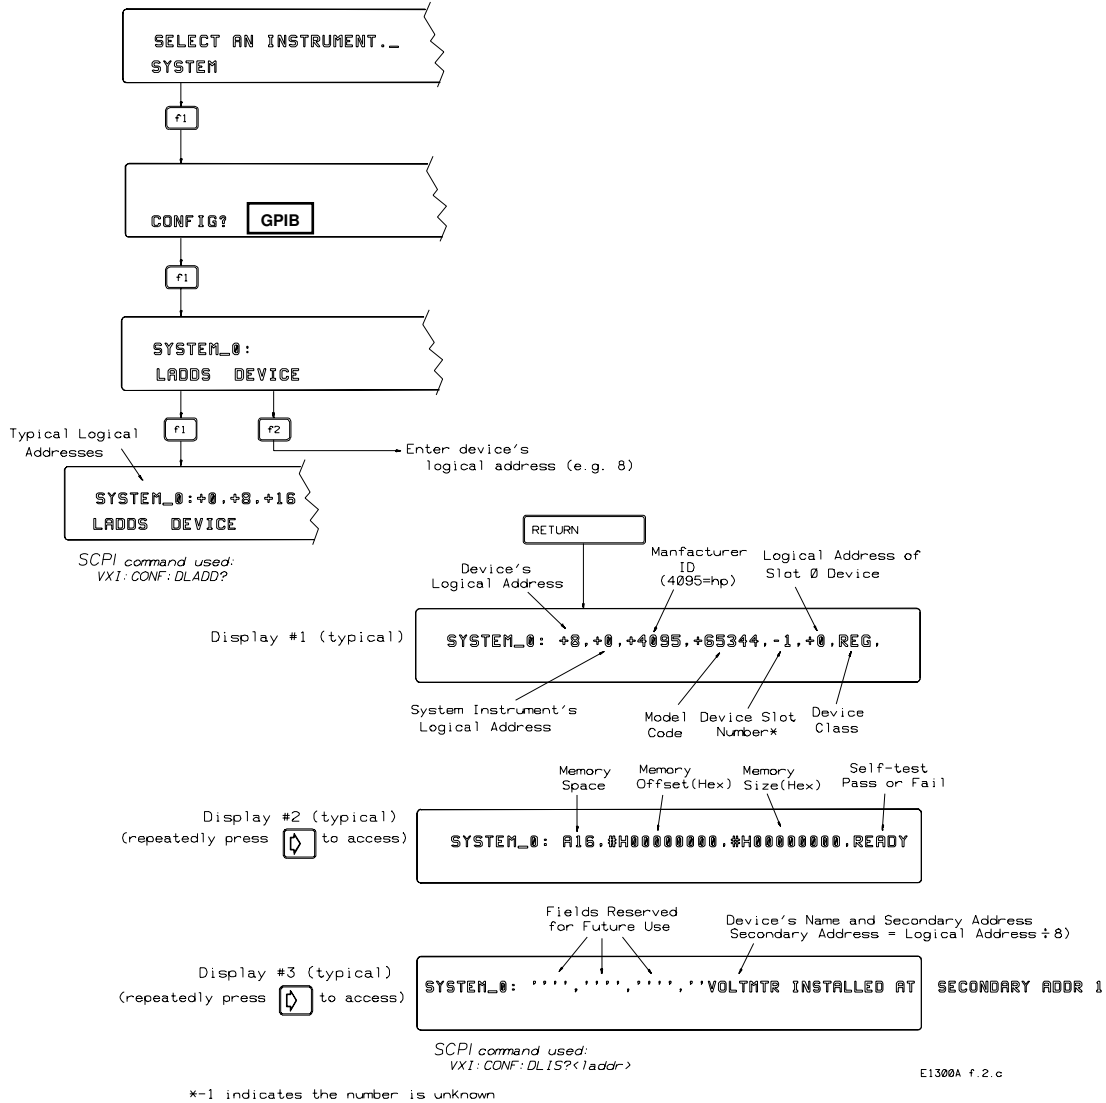 SELECT AN INSTRUMENT._
SYSTEM
f1
CONFIG? GPIB
f1
SYSTEM_0:
LADDS DEVICE
f1 f2
Typical Logical
Addresses
Enter device's
logical address (e.g. 8)
SYSTEM_0:+0,+8,+16
LADDS DEVICE
SCPI command used:
VXI:CONF:DLADD?
RETURN
Device's
Logical Address
Manfacturer
ID
(4095=hp)
Logical Address of
Slot 0 Device
Display #1 (typical)
SYSTEM_0: +8,+0,+4095,+65344,-1,+0,REG,
System Instrument's
Logical Address
Model
Code
Device Slot
Number*
Device
Class
Memory
Space
Memory
Offset(Hex)
Memory
Size(Hex)
Self-test
Pass or Fail
Display #2 (typical)
(repeatedly press to access)
SYSTEM_0: A16,#H00000000,#H00000000,READY
Fields Reserved
for Future Use
Device's Name and Secondary Address
Secondary Address = Logical Address ÷ 8)
Display #3 (typical)
(repeatedly press to access)
SYSTEM_0: '''','''','''',''VOLTMTR INSTALLED AT SECONDARY ADDR 1
SCPI command used:
VXI:CONF:DLIS?<laddr>
E1300A f.2.c
*-1 indicates the number is unknown